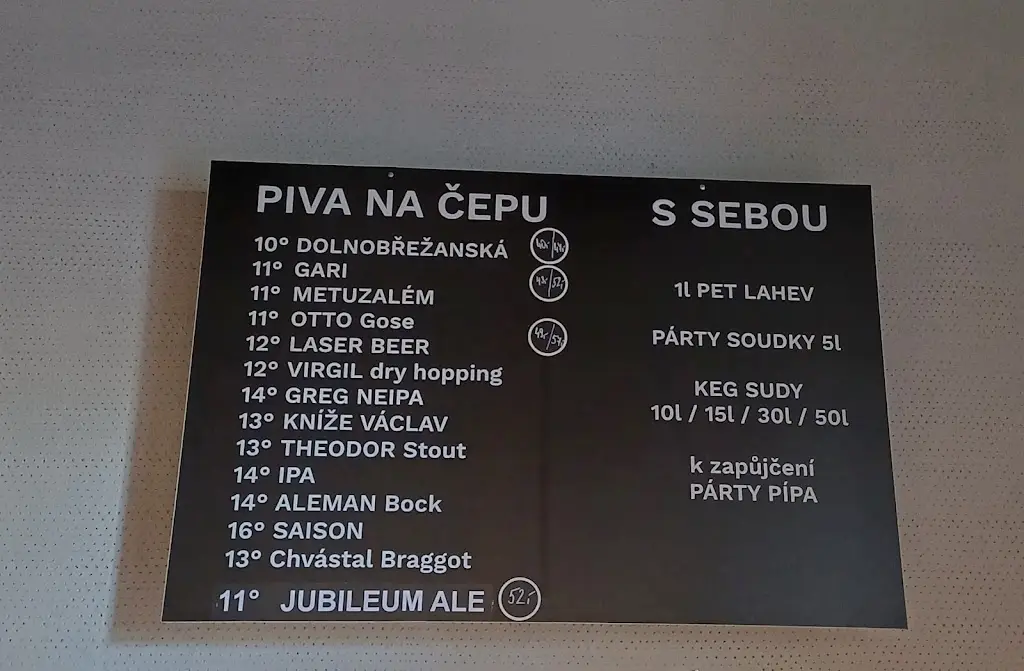 PIVA NA ČEPU
10° DOLNOBŘEŽANSKÁ
11° GARI
11° METUZALÉM
11° OTTO Gose
12° LASER BEER
12° VIRGIL dry hopping
14° GREG NEIPA
13° KNÍŽE VÁCLAV
13° THEODOR Stout
14° IPA
14° ALEMAN Bock
16° SAISON
13° Chvástal Braggot
11° JUBILEUM ALE 52,-
S SEBOU
1l PET LAHEV
PÁRTY SOUDKY 5l
KEG SUDY
10l / 15l / 30l / 50l
k zapůjčení
PÁRTY PÍPA